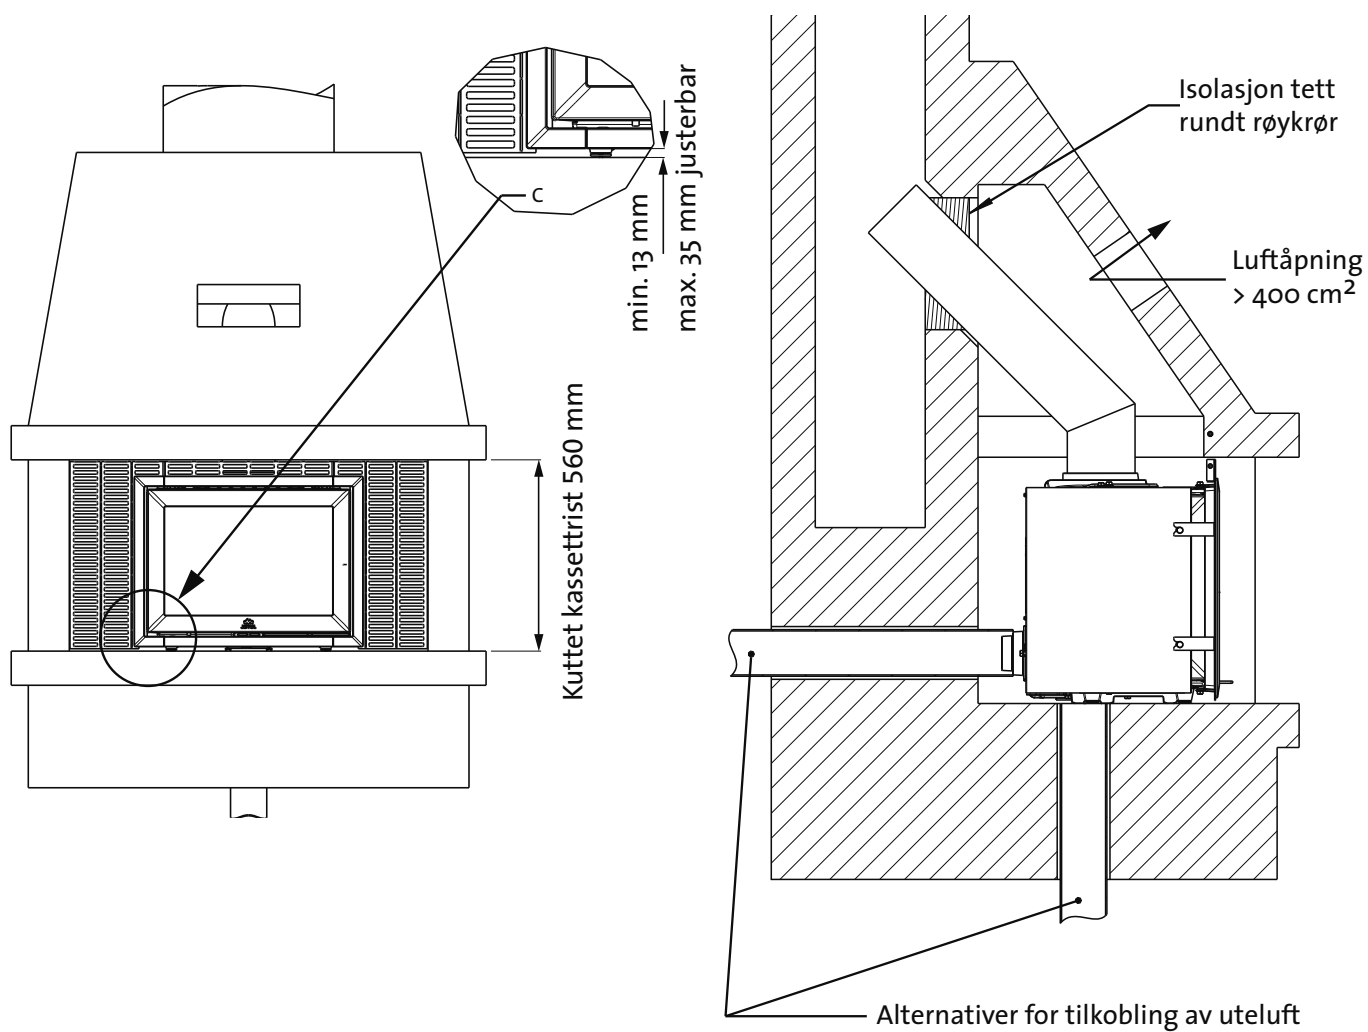 C
min. 13 mm
max. 35 mm justerbar
Kuttet kassettrist 560 mm
Isolasjon tett
rundt røykrør
Luftåpning
> 400 cm²
Alternativer for tilkobling av uteluft